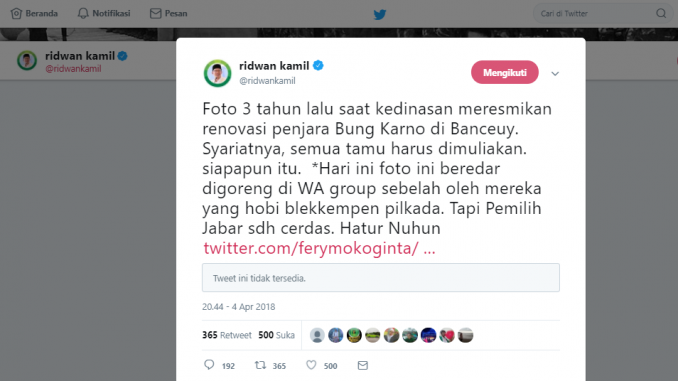 Beranda Notifikasi Pesan Cari di Twitter
ridwan kamil
@ridwankamil
ridwan kamil
@ridwankamil
Mengikuti
Foto 3 tahun lalu saat kedinasan meresmikan
renovasi penjara Bung Karno di Banceuy.
Syariatnya, semua tamu harus dimuliakan.
siapapun itu. *Hari ini foto ini beredar
digoreng di WA group sebelah oleh mereka
yang hobi blekkempen pilkada. Tapi Pemilih
Jabar sdh cerdas. Hatur Nuhun
twitter.com/ferymokoginta/ …
Tweet ini tidak tersedia.
20.44 - 4 Apr 2018
365 Retweet 500 Suka
192 365 500